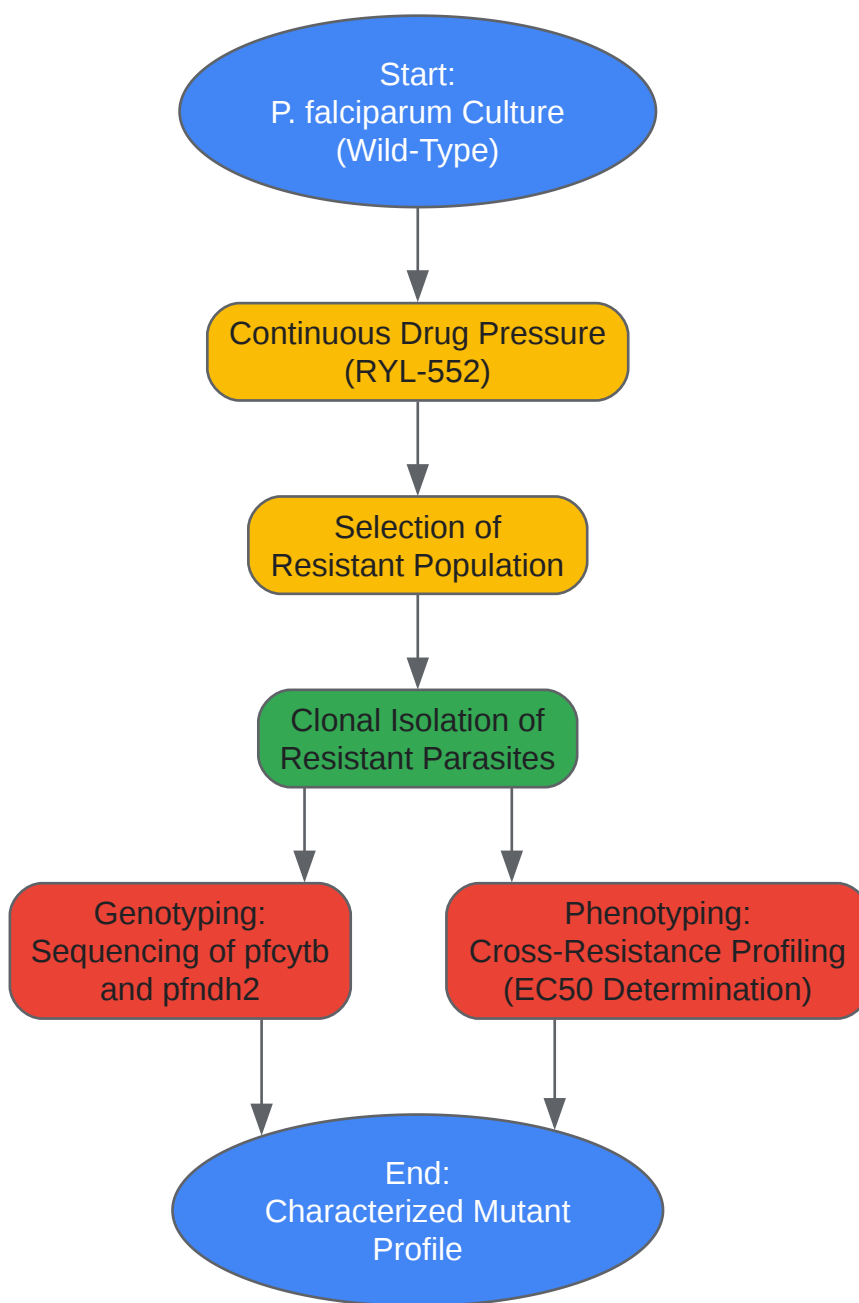 Start:
P. falciparum Culture
(Wild-Type)
Continuous Drug Pressure
(RYL-552)
Selection of
Resistant Population
Clonal Isolation of
Resistant Parasites
Genotyping:
Sequencing of pfcytb
and pfndh2
Phenotyping:
Cross-Resistance Profiling
(EC50 Determination)
End:
Characterized Mutant
Profile